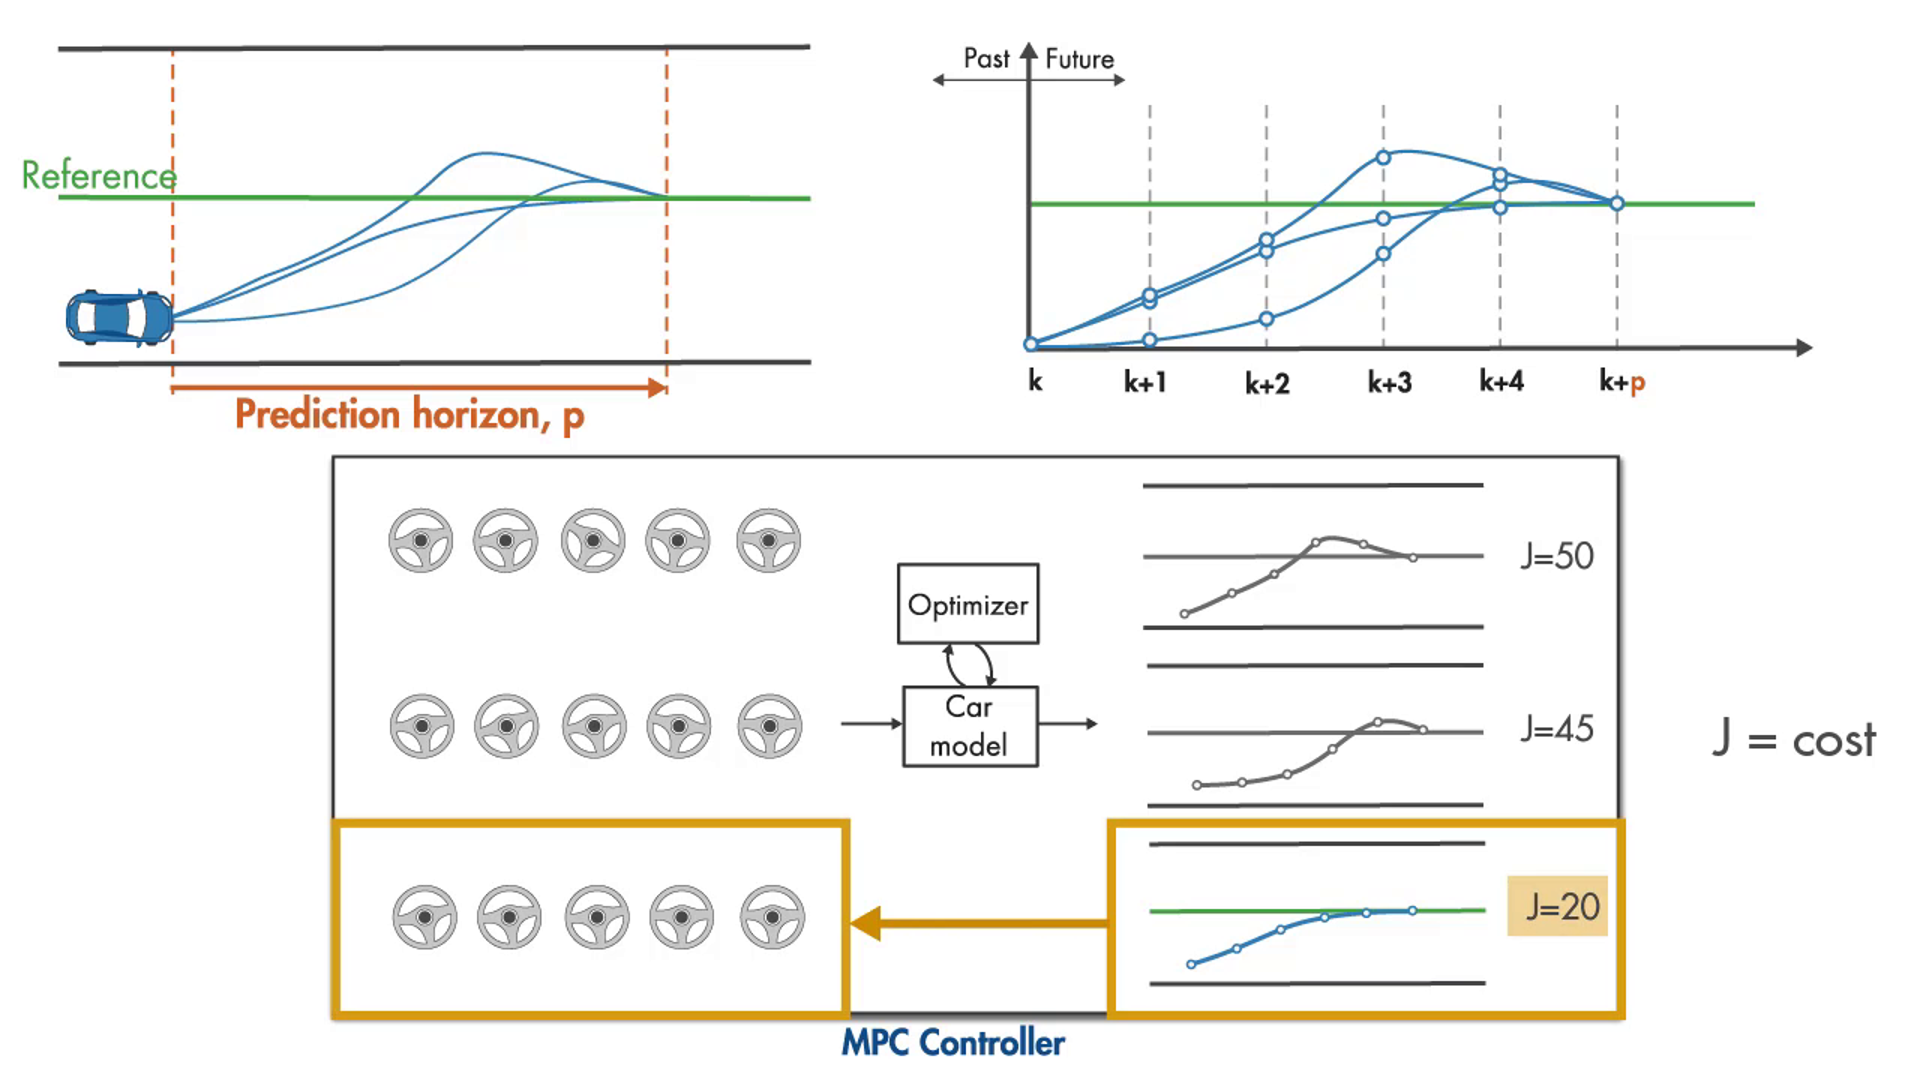 Reference
Prediction horizon, p
Past
Future
k
k+1
k+2
k+3
k+4
k+p
Optimizer
Car
model
J=50
J=45
J=20
J = cost
MPC Controller